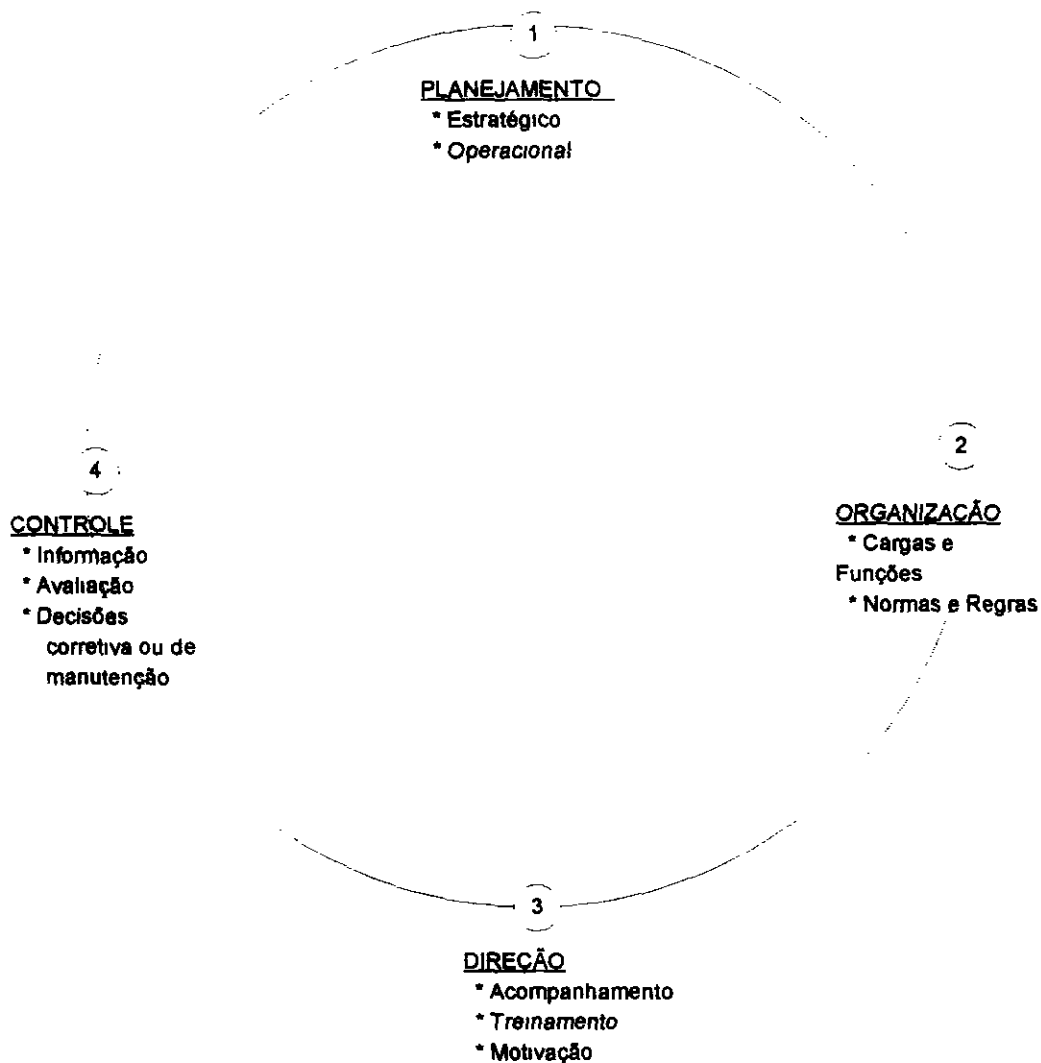 1
PLANEJAMENTO
* Estratégico
* Operacional
2
ORGANIZAÇÃO
* Cargas e
Funções
* Normas e Regras
3
DIREÇÃO
* Acompanhamento
* Treinamento
* Motivação
4
CONTROLE
* Informação
* Avaliação
* Decisões
corretiva ou de
manutenção